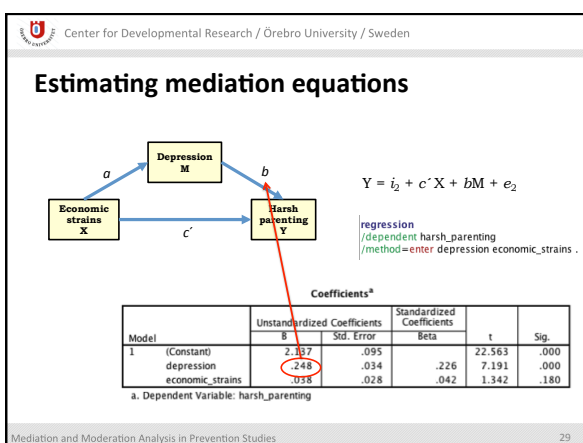 Center for Developmental Research / Örebro University / Sweden
Estimating mediation equations
Depression
M
a
b
Economic
strains
X
Harsh
parenting
Y
c´
Y = i₂ + c´X + bM + e₂
regression
/dependent harsh_parenting
/method=enter depression economic_strains .
Coefficientsᵃ
Model Unstandardized Coefficients Standardized Coefficients t Sig.
B Std. Error Beta
1 (Constant) 2.137 .095 22.563 .000
depression .248 .034 .226 7.191 .000
economic_strains .038 .028 .042 1.342 .180
a. Dependent Variable: harsh_parenting
Mediation and Moderation Analysis in Prevention Studies 29